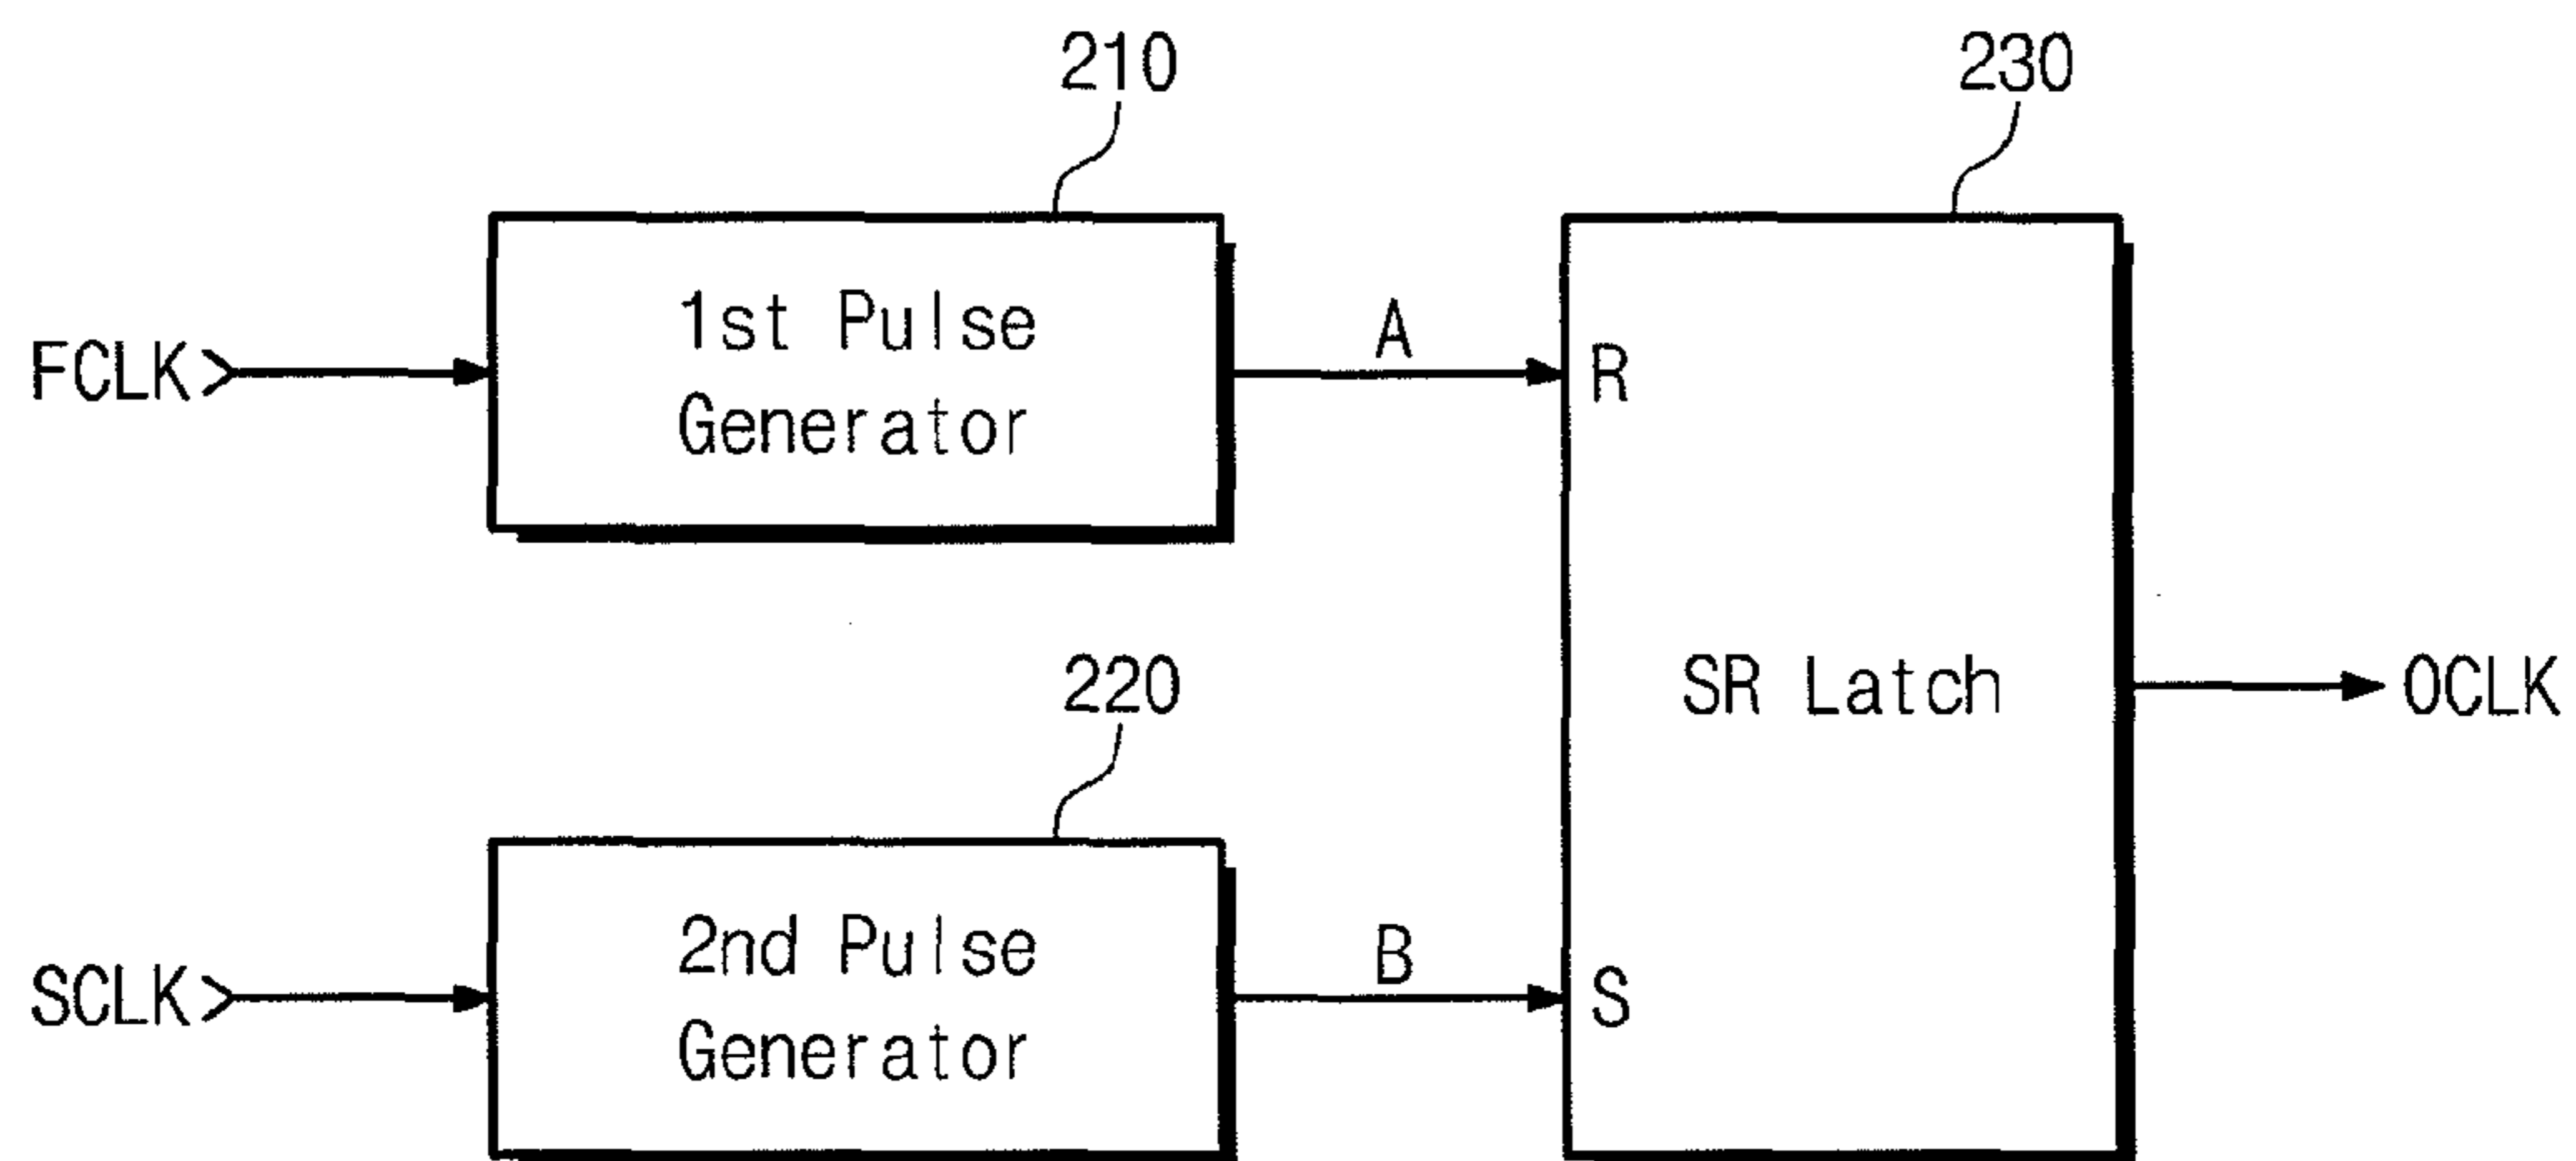 210
230
1st Pulse
Generator
FCLK
A
R
220
SR Latch
OCLK
2nd Pulse
Generator
SCLK
B
S